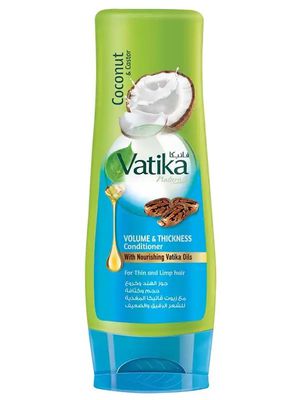 Coconut
& Castor
فاتيكا
Vatika
Naturals
VOLUME & THICKNESS
Conditioner
With Nourishing Vatika Oils
For Thin and Limp hair
جوز الهند وخروع
حجم وكثافة
مع زيوت فاتيكا المغذية
للشعر الرقيق والضعيف